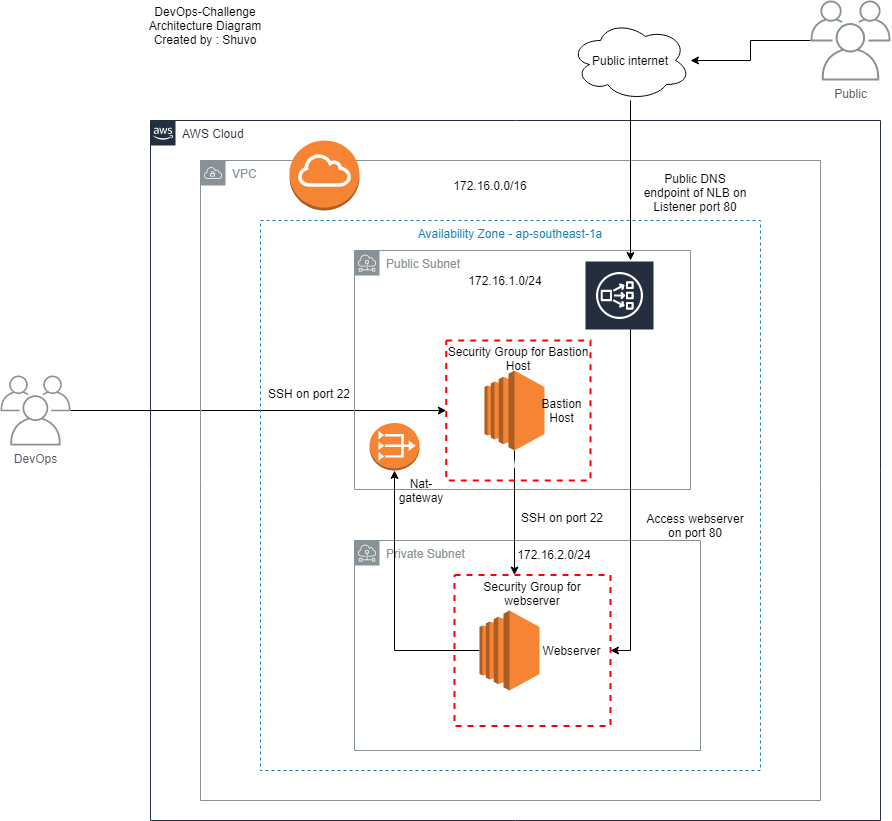 DevOps-Challenge
Architecture Diagram
Created by : Shuvo
Public internet
Public
aws
AWS Cloud
VPC
172.16.0.0/16
Public DNS
endpoint of NLB on
Listener port 80
Availability Zone - ap-southeast-1a
Public Subnet
172.16.1.0/24
Security Group for Bastion
Host
Bastion
Host
SSH on port 22
DevOps
Nat-
gateway
SSH on port 22
Access webserver
on port 80
Private Subnet
172.16.2.0/24
Security Group for
webserver
Webserver